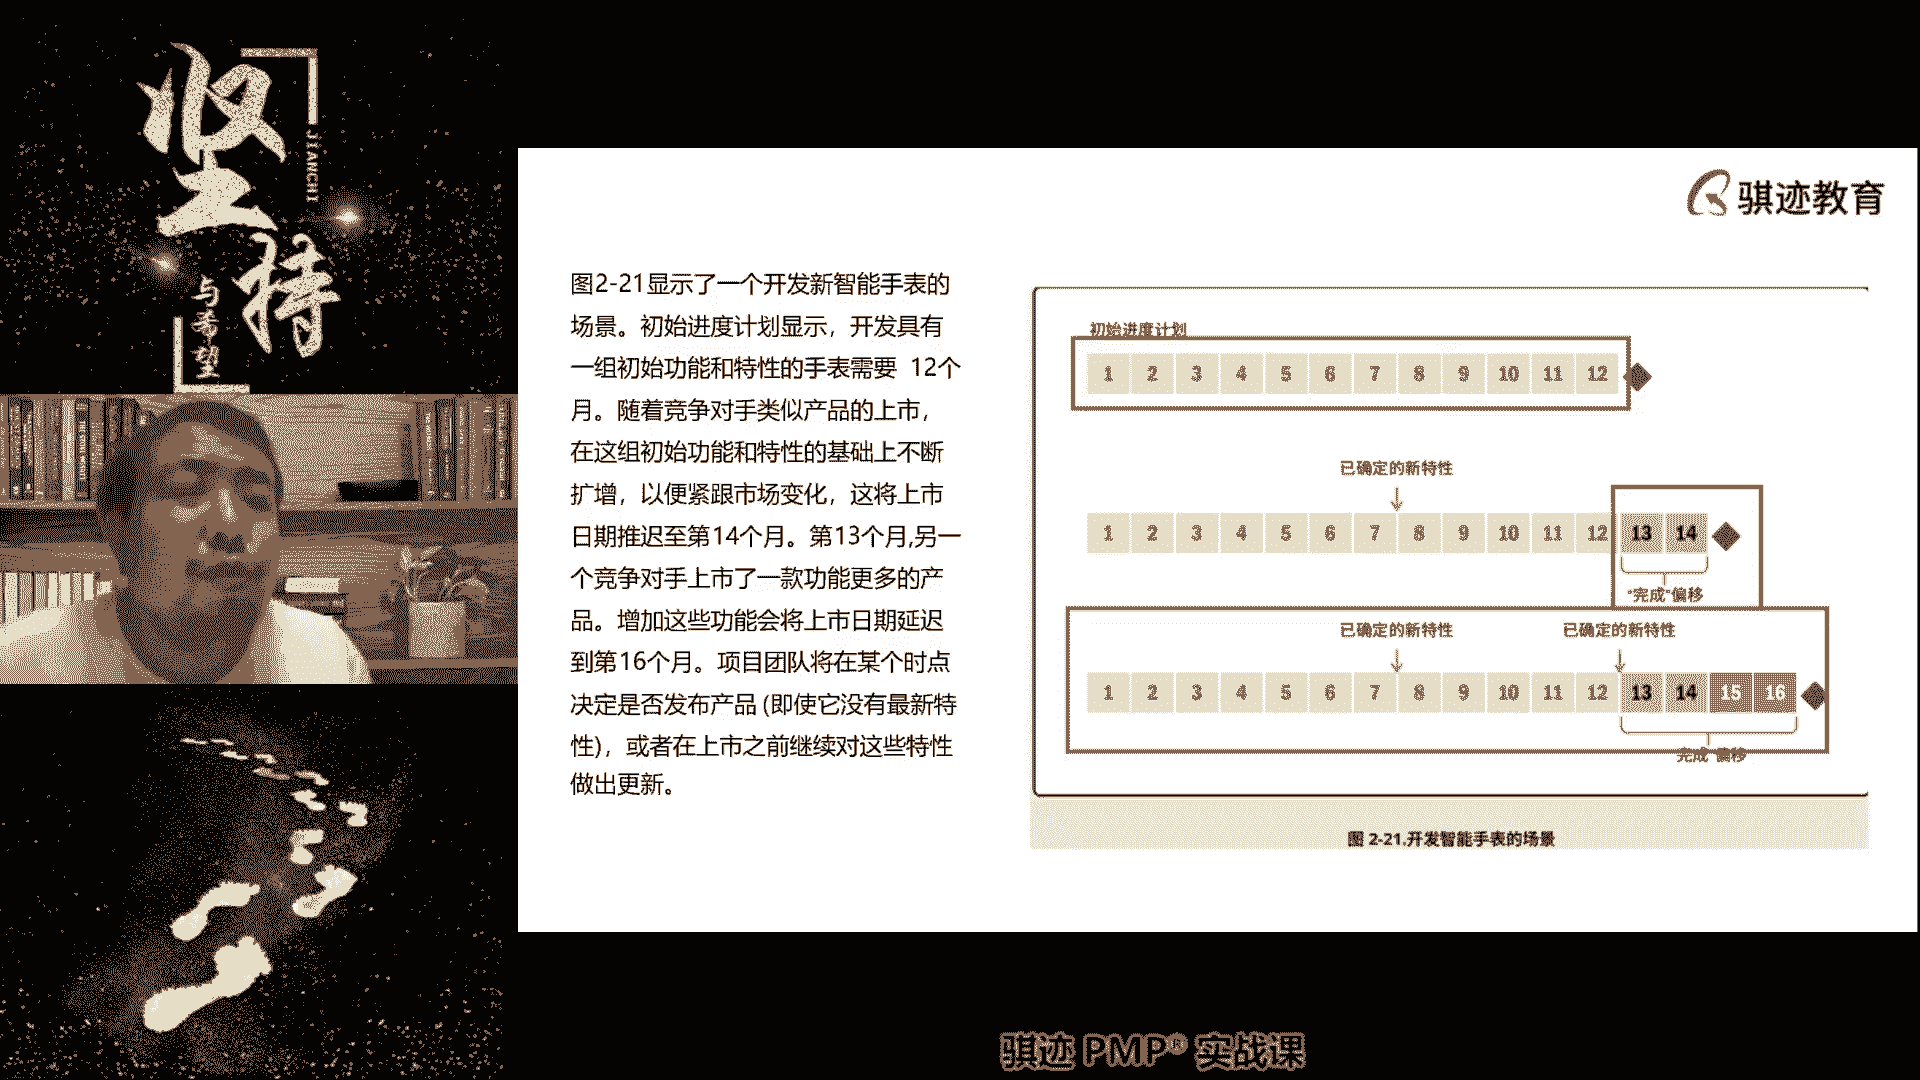 坚持
JIANCHI
与希望
骐迹教育
图2-21显示了一个开发新智能手表的
场景。初始进度计划显示，开发具有
一组初始功能和特性的手表需要 12个
月。随着竞争对手类似产品的上市，
在这组初始功能和特性的基础上不断
扩增，以便紧跟市场变化，这将上市
日期推迟至第14个月。第13个月,另一
个竞争对手上市了一款功能更多的产
品。增加这些功能会将上市日期延迟
到第16个月。项目团队将在某个时点
决定是否发布产品 (即使它没有最新特
性)，或者在上市之前继续对这些特性
做出更新。
初始进度计划
1 2 3 4 5 6 7 8 9 10 11 12
已确定的新特性
1 2 3 4 5 6 7 8 9 10 11 12 13 14
“完成”偏移
已确定的新特性 已确定的新特性
1 2 3 4 5 6 7 8 9 10 11 12 13 14 15 16
完成”偏移
图 2-21.开发智能手表的场景
骐迹 PMP® 实战课